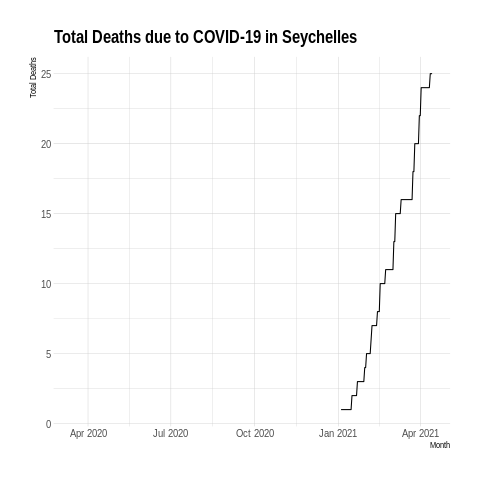 Total Deaths due to COVID-19 in Seychelles
Total Deaths
25
20
15
10
5
0
Apr 2020 Jul 2020 Oct 2020 Jan 2021 Apr 2021
Month